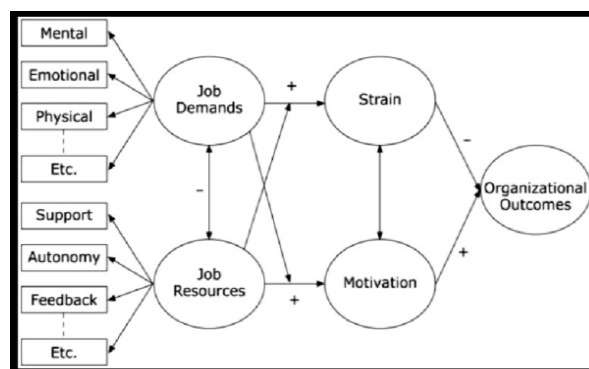 Mental
Emotional
Physical
Etc.
Support
Autonomy
Feedback
Etc.
Job
Demands
Job
Resources
+
-
+
Strain
Motivation
-
+
Organizational
Outcomes